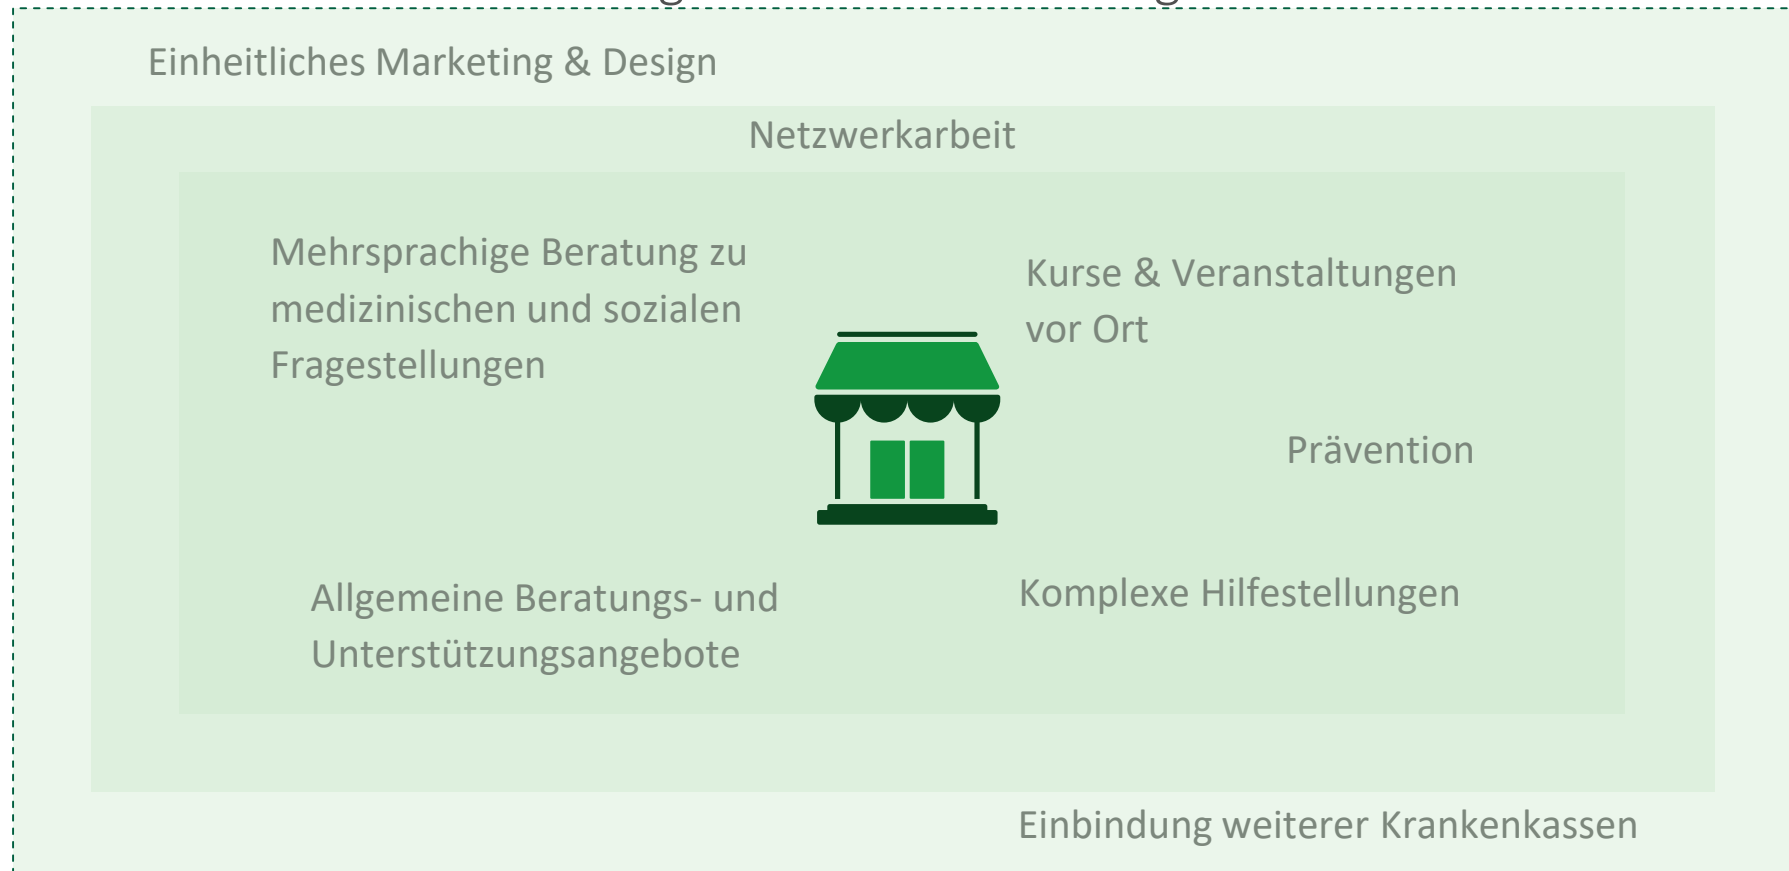 Einheitliches Marketing & Design
Netzwerkarbeit
Mehrsprachige Beratung zu
medizinischen und sozialen
Fragestellungen
Kurse & Veranstaltungen
vor Ort
Prävention
Allgemeine Beratungs- und
Unterstützungsangebote
Komplexe Hilfestellungen
Einbindung weiterer Krankenkassen